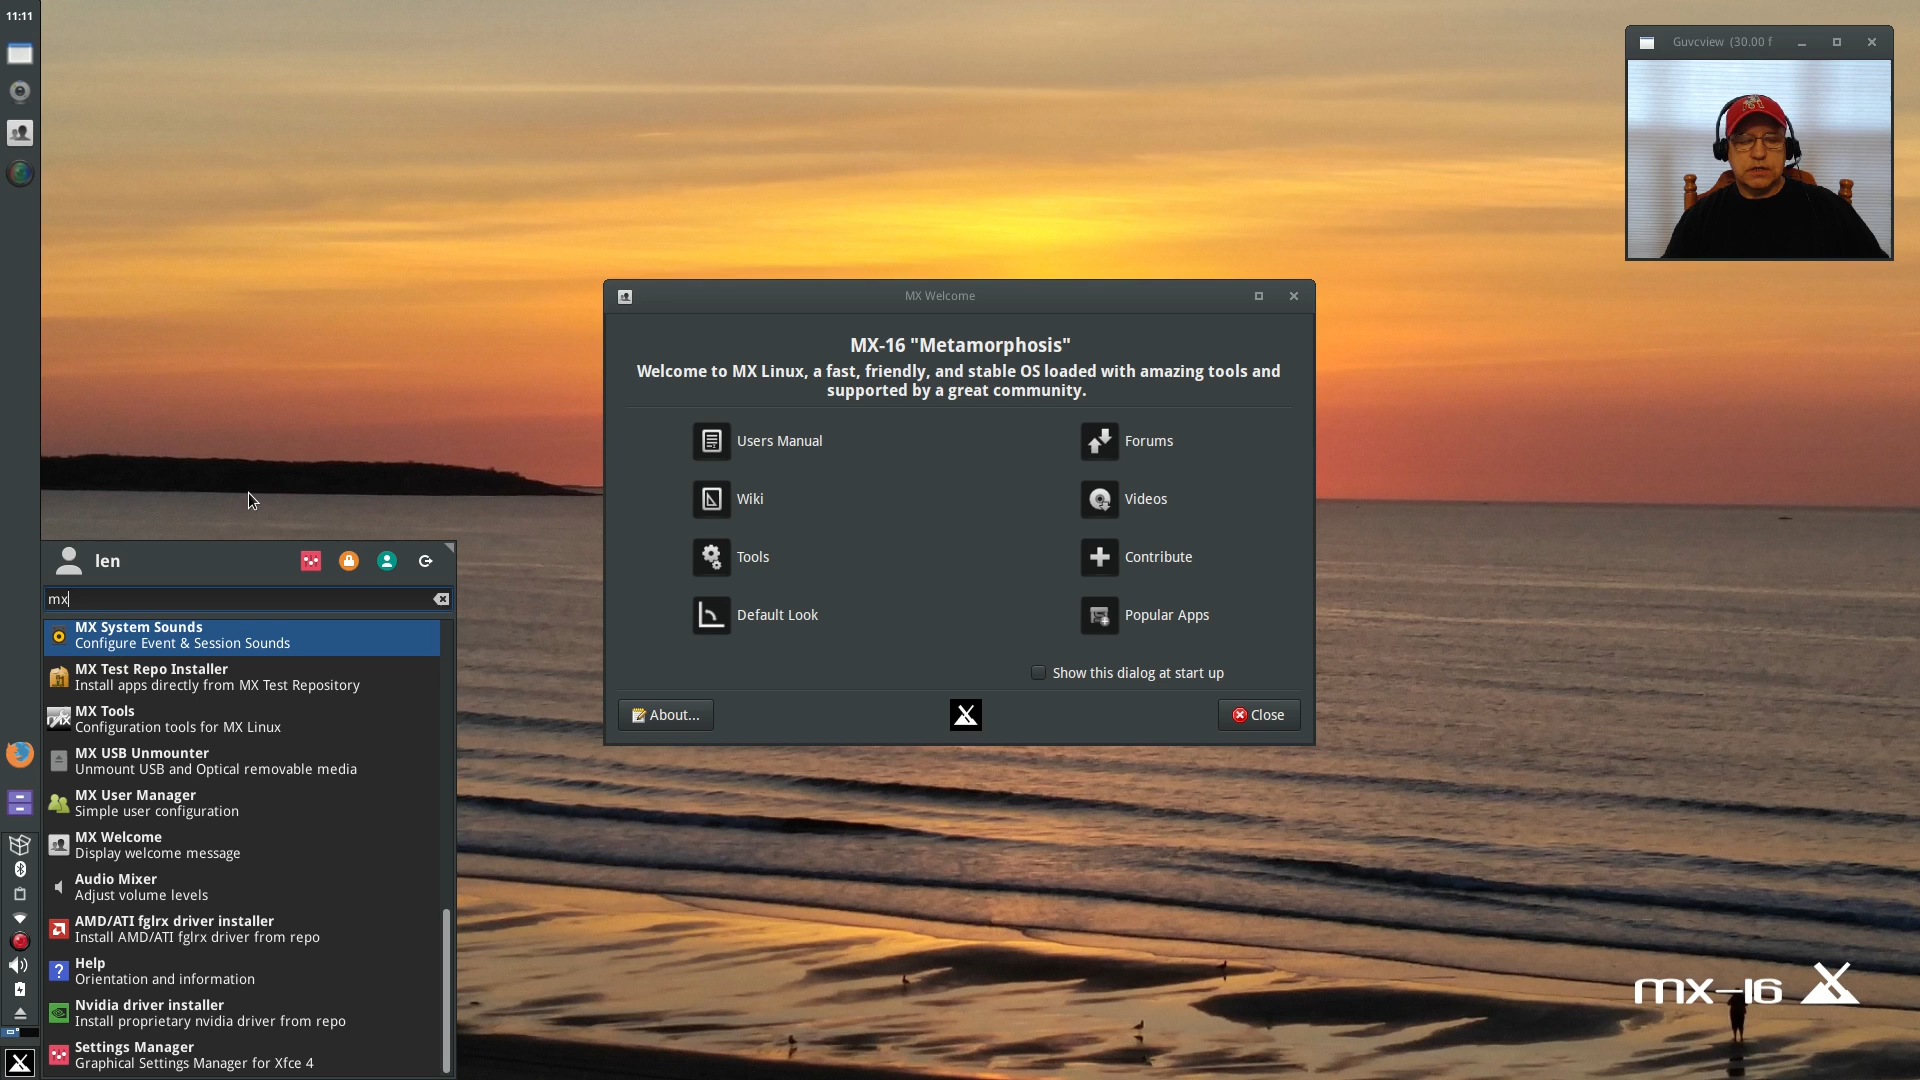 11:11
Guvcview (30.00 f
MX Welcome
MX-16 "Metamorphosis"
Welcome to MX Linux, a fast, friendly, and stable OS loaded with amazing tools and
supported by a great community.
Users Manual
Forums
Wiki
Videos
Tools
Contribute
Default Look
Popular Apps
Show this dialog at start up
About...
Close
len
mx
MX System Sounds
Configure Event & Session Sounds
MX Test Repo Installer
Install apps directly from MX Test Repository
MX Tools
Configuration tools for MX Linux
MX USB Unmounter
Unmount USB and Optical removable media
MX User Manager
Simple user configuration
MX Welcome
Display welcome message
Audio Mixer
Adjust volume levels
AMD/ATI fglrx driver installer
Install AMD/ATI fglrx driver from repo
Help
Orientation and information
Nvidia driver installer
Install proprietary nvidia driver from repo
Settings Manager
Graphical Settings Manager for Xfce 4
mx-16